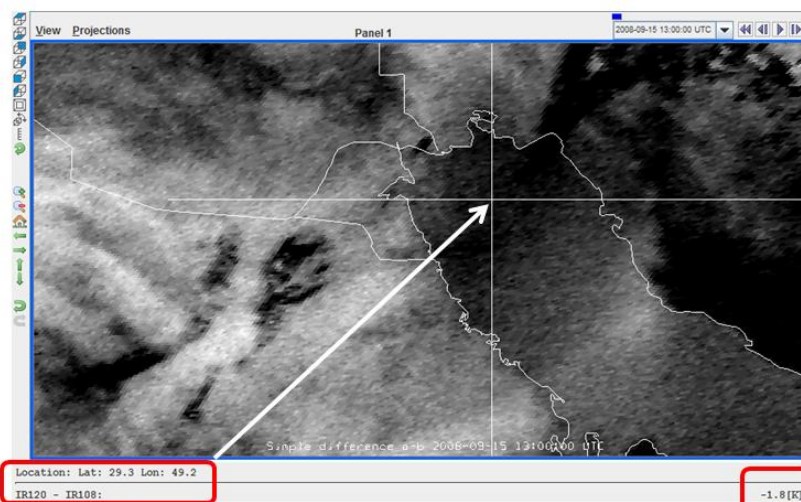 View Projections
Panel 1
2008-09-15 13:00:00 UTC
Simple difference a-b 2008-09-15 13:00:00 UTC
Location: Lat: 29.3 Lon: 49.2
IR120 - IR108:
-1.8[K]